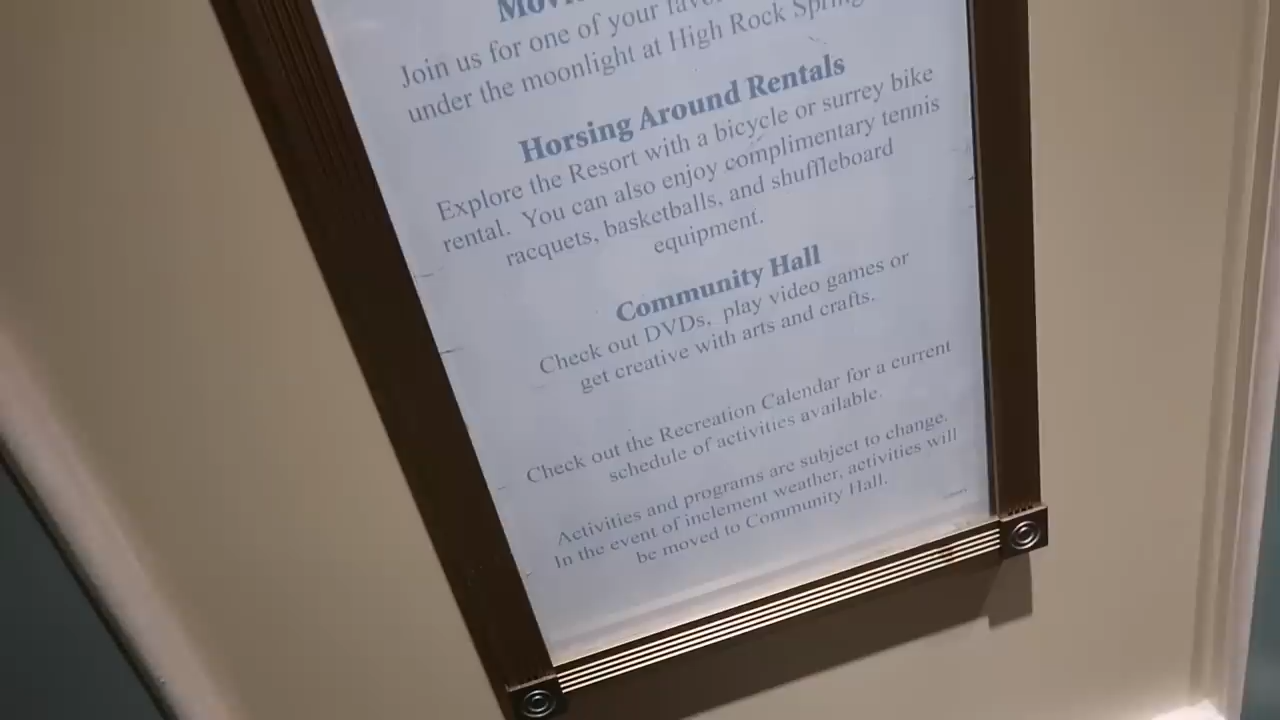 Join us for one of your
under the moonlight at High Rock
Horsing Around Rentals
Explore the Resort with a bicycle or surrey bike
rental. You can also enjoy complimentary tennis
racquets, basketballs, and shuffleboard
equipment.
Community Hall
Check out DVDs, play video games or
get creative with arts and crafts.
Check out the Recreation Calendar for a current
schedule of activities available.
Activities and programs are subject to change.
In the event of inclement weather, activities will
be moved to Community Hall.